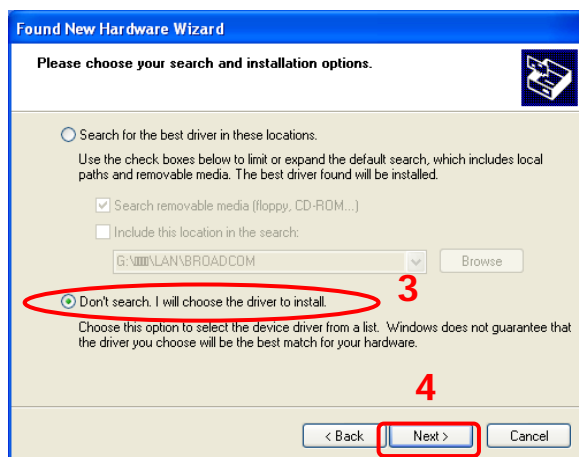 Found New Hardware Wizard
Please choose your search and installation options.
Search for the best driver in these locations.
Use the check boxes below to limit or expand the default search, which includes local
paths and removable media. The best driver found will be installed.
Search removable media (floppy, CD-ROM...)
Include this location in the search:
\LAN\BROADCOM
Browse
3
Don't search. I will choose the driver to install.
Choose this option to select the device driver from a list. Windows does not guarantee that
the driver you choose will be the best match for your hardware.
4
< Back
Next >
Cancel